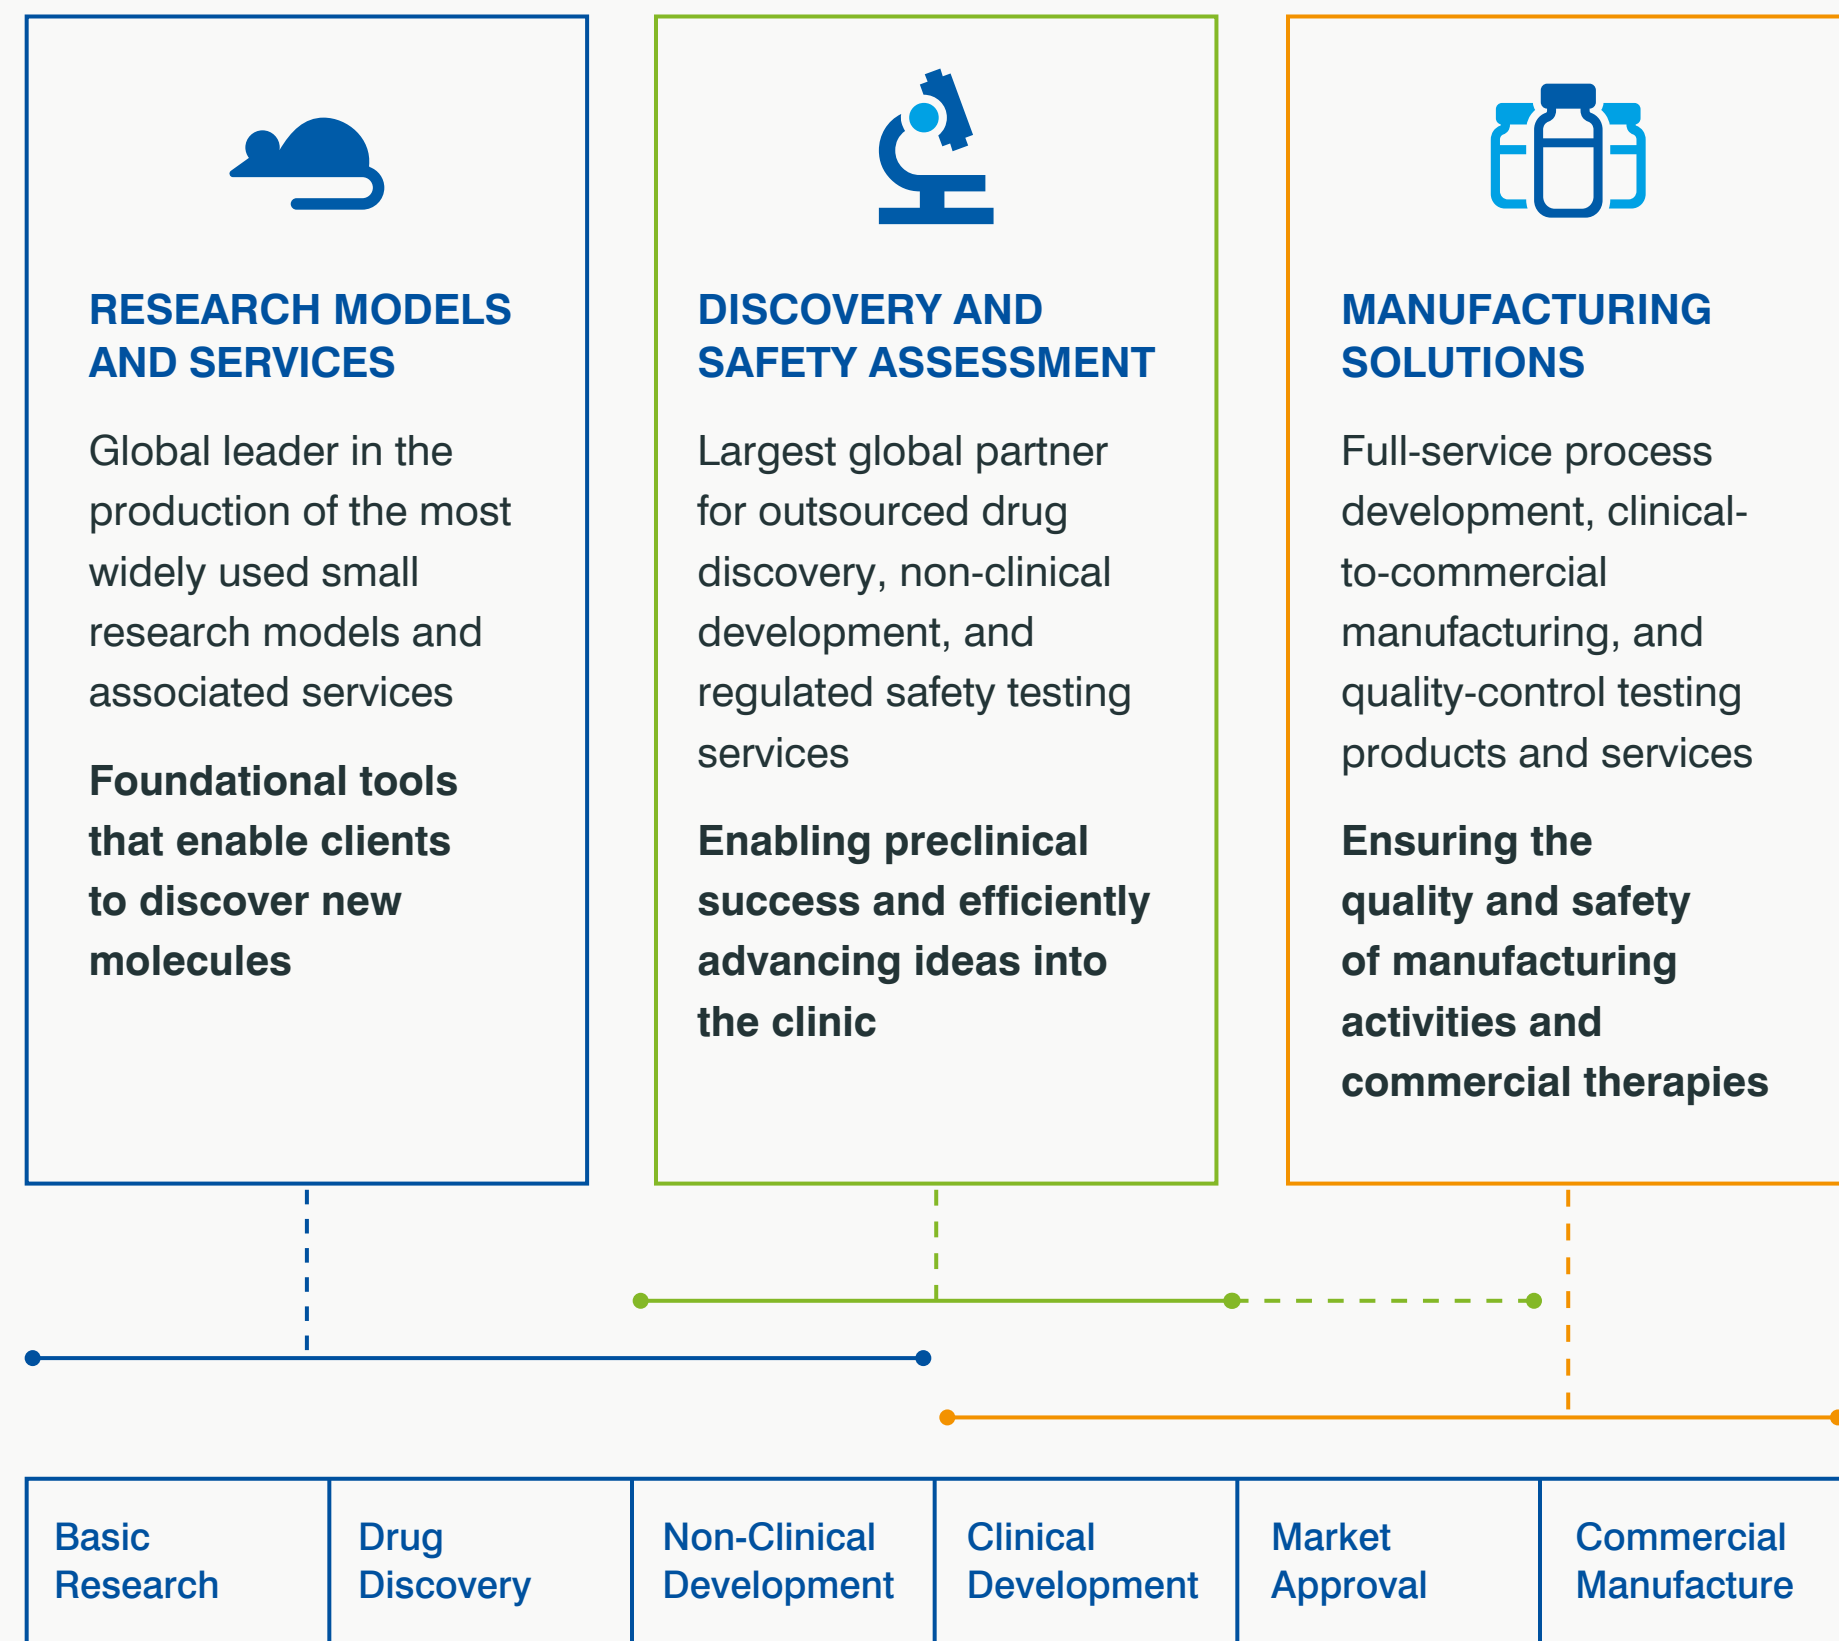 RESEARCH MODELS
AND SERVICES
Global leader in the
production of the most
widely used small
research models and
associated services
Foundational tools
that enable clients
to discover new
molecules
DISCOVERY AND
SAFETY ASSESSMENT
Largest global partner
for outsourced drug
discovery, non-clinical
development, and
regulated safety testing
services
Enabling preclinical
success and efficiently
advancing ideas into
the clinic
MANUFACTURING
SOLUTIONS
Full-service process
development, clinical-
to-commercial
manufacturing, and
quality-control testing
products and services
Ensuring the
quality and safety
of manufacturing
activities and
commercial therapies
Basic
Research
Drug
Discovery
Non-Clinical
Development
Clinical
Development
Market
Approval
Commercial
Manufacture